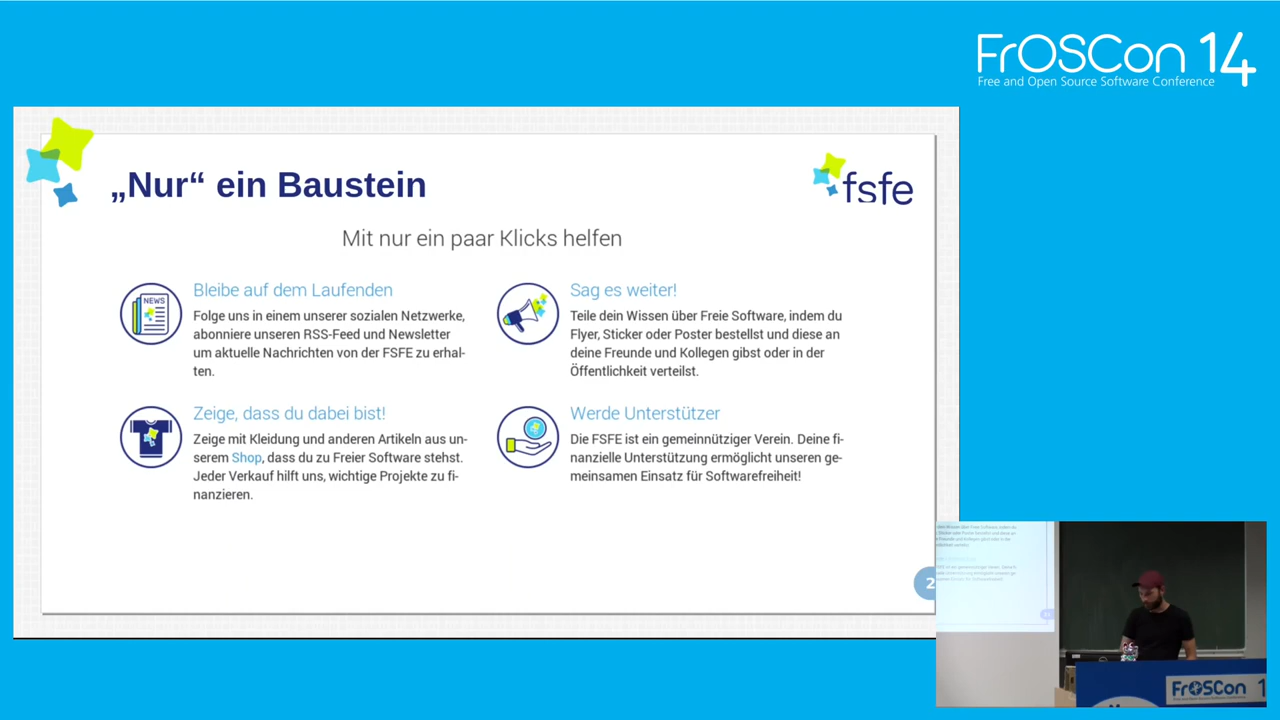 FrOSCon 14
Free and Open Source Software Conference
„Nur“ ein Baustein
fsfe
Mit nur ein paar Klicks helfen
NEWS
Bleibe auf dem Laufenden
Folge uns in einem unserer sozialen Netzwerke,
abonniere unseren RSS-Feed und Newsletter
um aktuelle Nachrichten von der FSFE zu erhal-
ten.
Sag es weiter!
Teile dein Wissen über Freie Software, indem du
Flyer, Sticker oder Poster bestellst und diese an
deine Freunde und Kollegen gibst oder in der
Öffentlichkeit verteilst.
Zeige, dass du dabei bist!
Zeige mit Kleidung und anderen Artikeln aus un-
serem Shop, dass du zu Freier Software stehst.
Jeder Verkauf hilft uns, wichtige Projekte zu fi-
nanzieren.
Werde Unterstützer
Die FSFE ist ein gemeinnütziger Verein. Deine fi-
nanzielle Unterstützung ermöglicht unseren ge-
meinsamen Einsatz für Softwarefreiheit!
2
FrOSCon 1